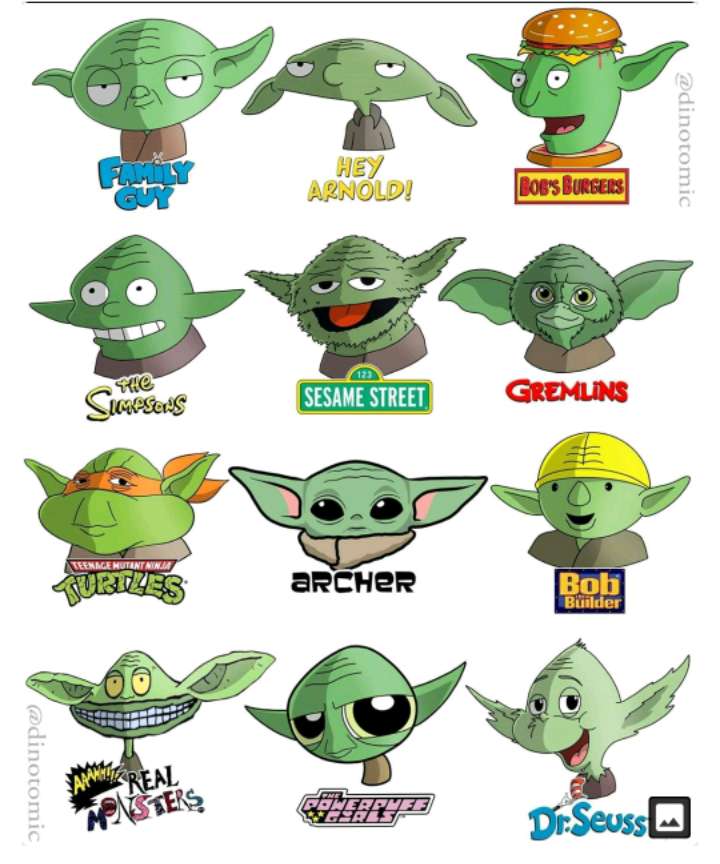 FAMILY
GUY
HEY
ARNOLD!
BOB'S BURGERS
@dinotomic
THE
SIMPSONS
123
SESAME STREET
GREMLiNS
TEENAGE MUTANT NINJA
TURTLES
ARCHER
Bob
the
Builder
@dinotomic
AAAHH!!! REAL
MONSTERS
THE
POWERPUFF
GIRLS
Dr. Seuss